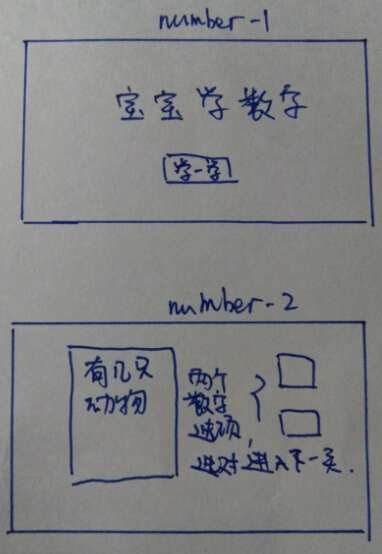 number-1
宝宝学数字
学一学
number-2
有几只
动物
两个
数字
选项,
选对进入下一页.